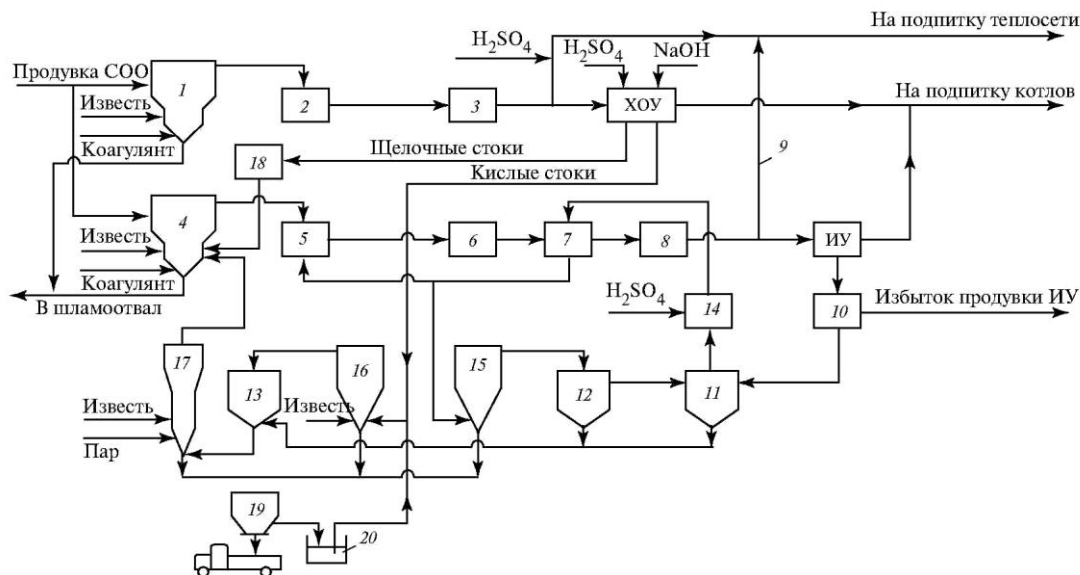 На подпитку теплосети
H₂SO₄
H₂SO₄
NaOH
Продувка СОО
1
2
3
ХОУ
На подпитку котлов
Известь
Коагулянт
18
Щелочные стоки
Кислые стоки
9
4
5
6
7
8
ИУ
Известь
Коагулянт
В шламоотвал
H₂SO₄
14
10
Избыток продувки ИУ
17
13
16
15
12
11
Известь
Известь
Пар
19
20